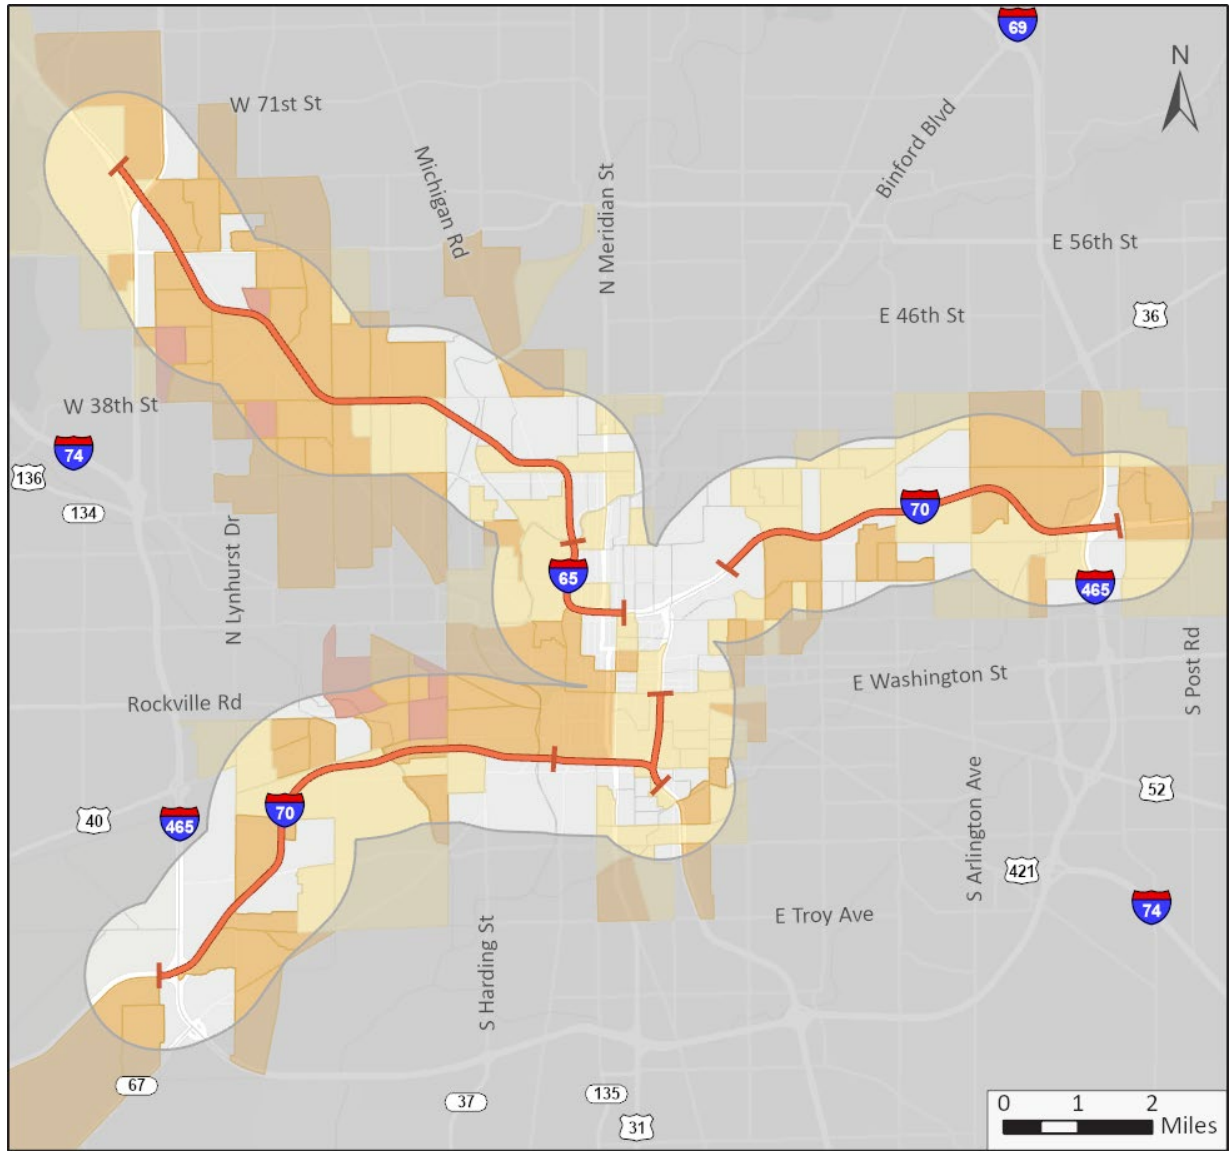 69
N
W 71st St
Binford Blvd
Michigan Rd
N Meridian St
E 56th St
E 46th St
36
W 38th St
74
136
134
70
N Lynhurst Dr
65
465
S Post Rd
E Washington St
Rockville Rd
S Arlington Ave
52
40
465
70
421
74
E Troy Ave
S Harding St
67
37
135
31
0 1 2
Miles